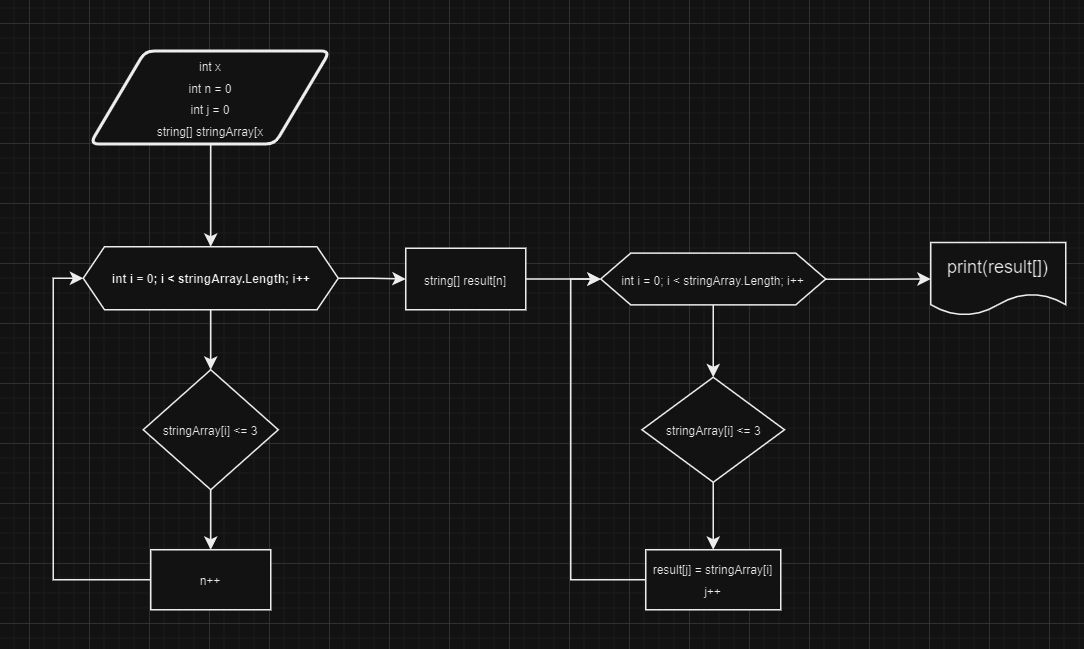 int x
int n = 0
int j = 0
string[] stringArray[x
int i = 0; i < stringArray.Length; i++
stringArray[i] <= 3
n++
string[] result[n]
int i = 0; i < stringArray.Length; i++
stringArray[i] <= 3
result[j] = stringArray[i]
j++
print(result[])